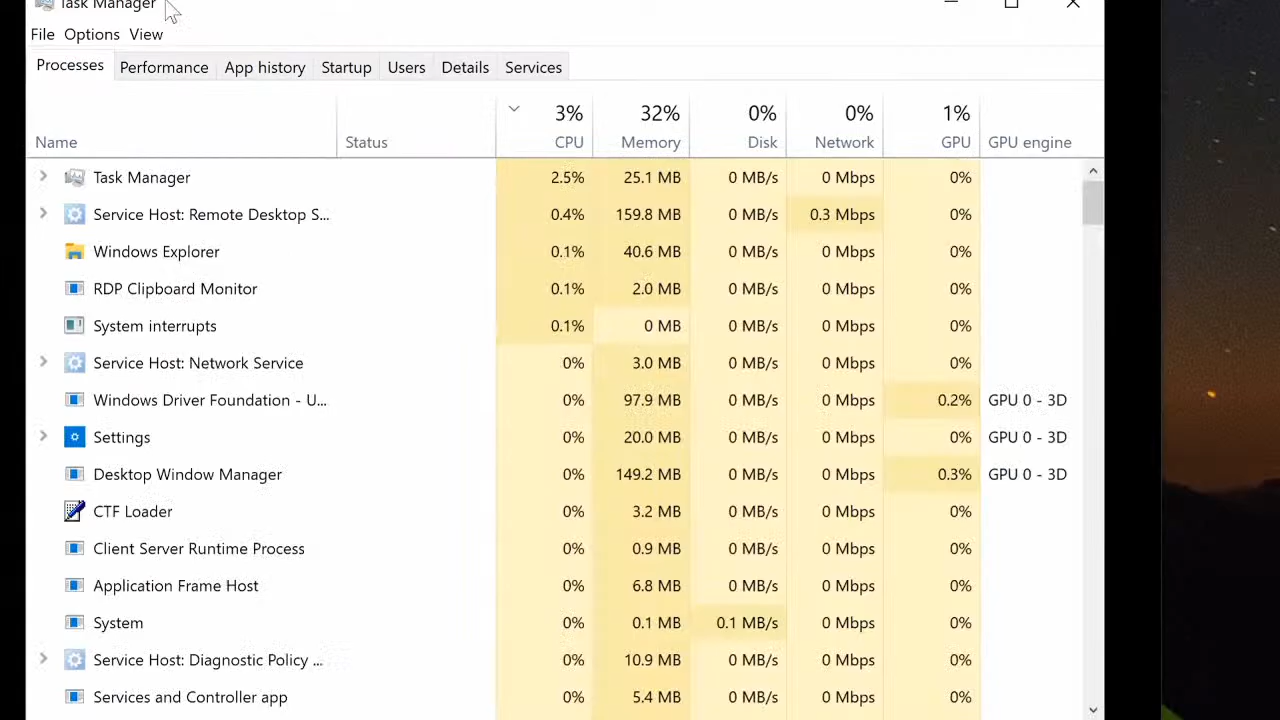 Task Manager
File Options View
Processes Performance App history Startup Users Details Services
3% 32% 0% 0% 1%
Name Status CPU Memory Disk Network GPU GPU engine
Task Manager 2.5% 25.1 MB 0 MB/s 0 Mbps 0%
Service Host: Remote Desktop S... 0.4% 159.8 MB 0 MB/s 0.3 Mbps 0%
Windows Explorer 0.1% 40.6 MB 0 MB/s 0 Mbps 0%
RDP Clipboard Monitor 0.1% 2.0 MB 0 MB/s 0 Mbps 0%
System interrupts 0.1% 0 MB 0 MB/s 0 Mbps 0%
Service Host: Network Service 0% 3.0 MB 0 MB/s 0 Mbps 0%
Windows Driver Foundation - U... 0% 97.9 MB 0 MB/s 0 Mbps 0.2% GPU 0 - 3D
Settings 0% 20.0 MB 0 MB/s 0 Mbps 0% GPU 0 - 3D
Desktop Window Manager 0% 149.2 MB 0 MB/s 0 Mbps 0.3% GPU 0 - 3D
CTF Loader 0% 3.2 MB 0 MB/s 0 Mbps 0%
Client Server Runtime Process 0% 0.9 MB 0 MB/s 0 Mbps 0%
Application Frame Host 0% 6.8 MB 0 MB/s 0 Mbps 0%
System 0% 0.1 MB 0.1 MB/s 0 Mbps 0%
Service Host: Diagnostic Policy ... 0% 10.9 MB 0 MB/s 0 Mbps 0%
Services and Controller app 0% 5.4 MB 0 MB/s 0 Mbps 0%